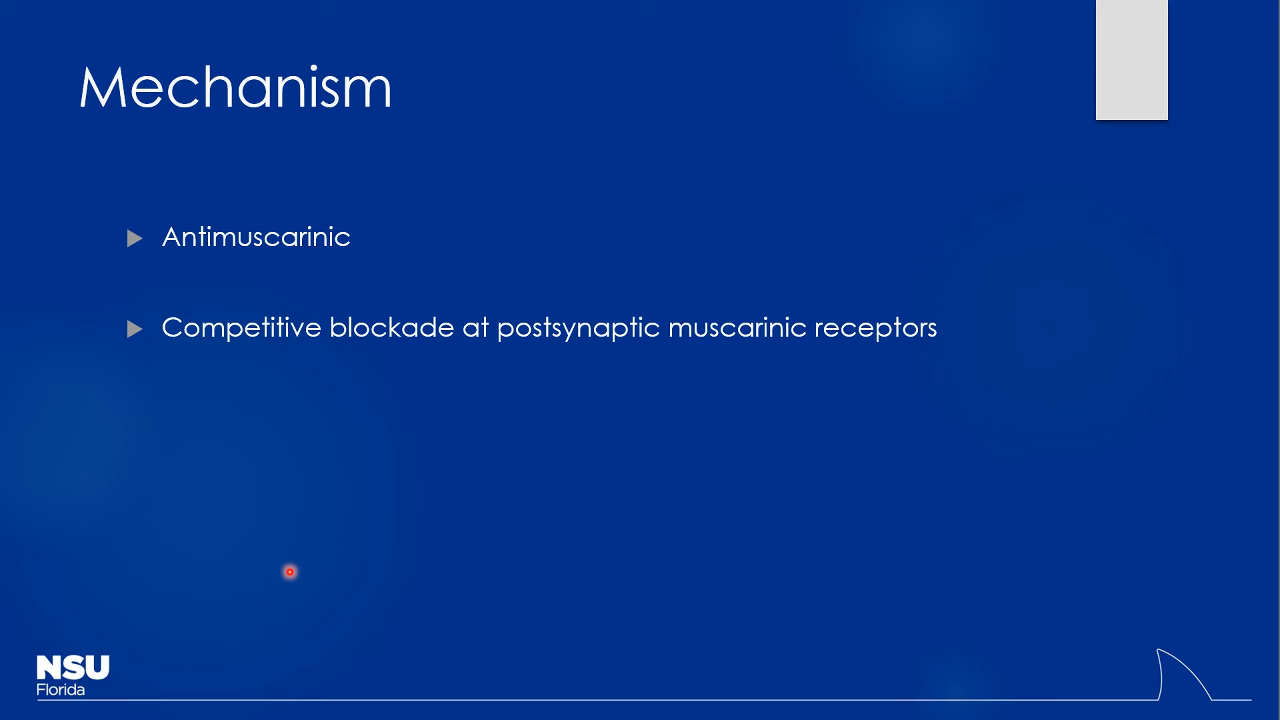 Mechanism
Antimuscarinic
Competitive blockade at postsynaptic muscarinic receptors
NSU
Florida